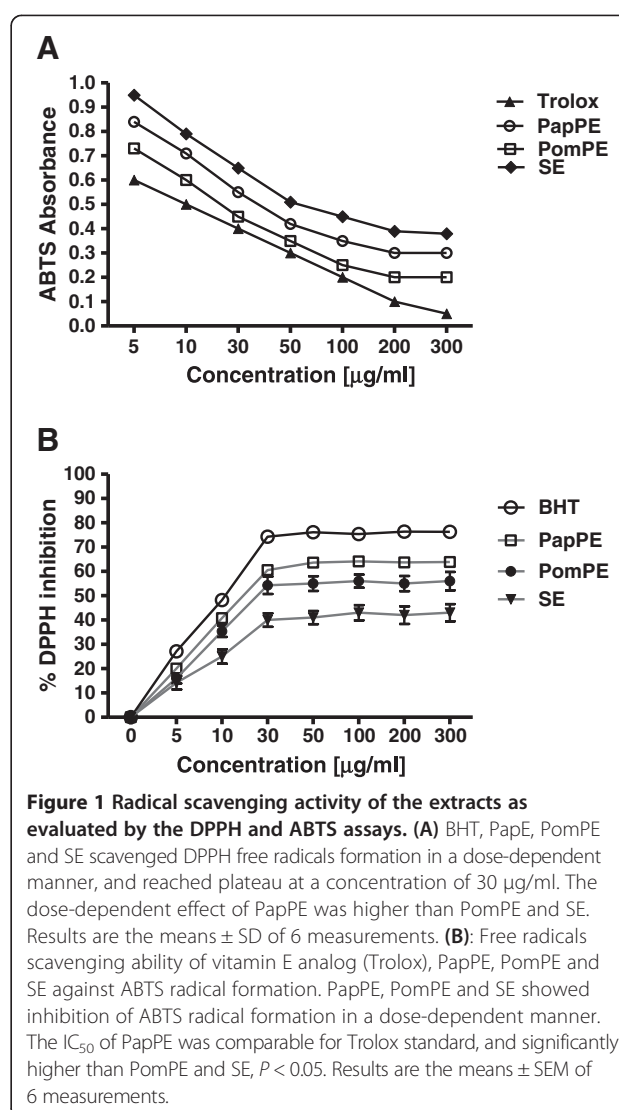 A
1.0
0.9
0.8
0.7
0.6
0.5
0.4
0.3
0.2
0.1
0.0
ABTS Absorbance
5 10 30 50 100 200 300
Concentration [µg/ml]
Trolox
PapPE
PomPE
SE
B
100
90
80
70
60
50
40
30
20
10
0
% DPPH inhibition
0 5 10 30 50 100 200 300
Concentration [µg/ml]
BHT
PapPE
PomPE
SE
Figure 1 Radical scavenging activity of the extracts as
evaluated by the DPPH and ABTS assays. (A) BHT, PapE, PomPE
and SE scavenged DPPH free radicals formation in a dose-dependent
manner, and reached plateau at a concentration of 30 µg/ml. The
dose-dependent effect of PapPE was higher than PomPE and SE.
Results are the means ± SD of 6 measurements. (B): Free radicals
scavenging ability of vitamin E analog (Trolox), PapPE, PomPE and
SE against ABTS radical formation. PapPE, PomPE and SE showed
inhibition of ABTS radical formation in a dose-dependent manner.
The IC50 of PapPE was comparable for Trolox standard, and significantly
higher than PomPE and SE, P < 0.05. Results are the means ± SEM of
6 measurements.